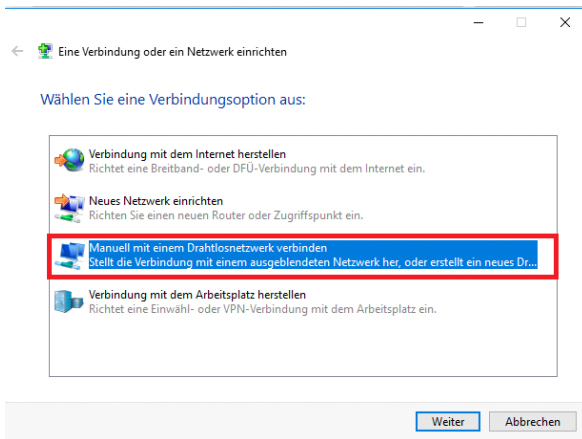 Eine Verbindung oder ein Netzwerk einrichten
Wählen Sie eine Verbindungsoption aus:
Verbindung mit dem Internet herstellen
Richtet eine Breitband- oder DFÜ-Verbindung mit dem Internet ein.
Neues Netzwerk einrichten
Richten Sie einen neuen Router oder Zugriffspunkt ein.
Manuell mit einem Drahtlosnetzwerk verbinden
Stellt die Verbindung mit einem ausgeblendeten Netzwerk her, oder erstellt ein neues Dr...
Verbindung mit dem Arbeitsplatz herstellen
Richtet eine Einwähl- oder VPN-Verbindung mit dem Arbeitsplatz ein.
Weiter Abbrechen